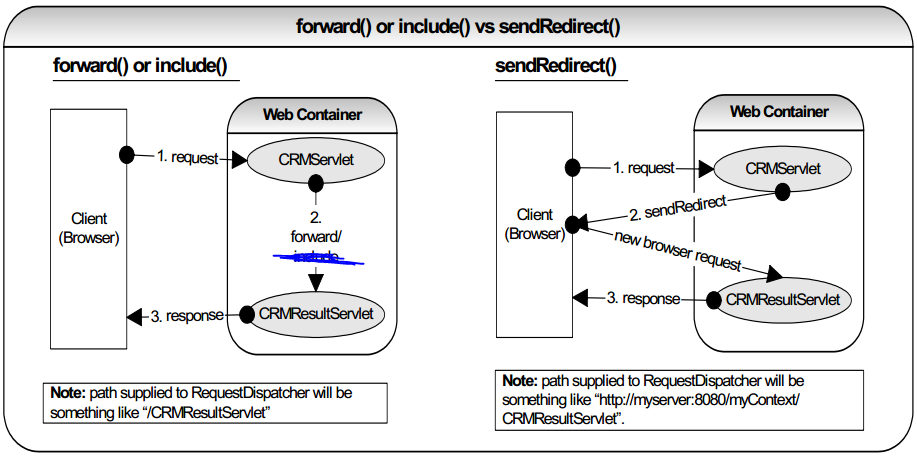 forward() or include() vs sendRedirect()
forward() or include()
Web Container
1. request
CRMServlet
Client
(Browser)
2.
forward/
3. response
CRMResultServlet
Note: path supplied to RequestDispatcher will be
something like “/CRMResultServlet”
sendRedirect()
Web Container
1. request
CRMServlet
2. sendRedirect
Client
(Browser)
new browser request
3. response
CRMResultServlet
Note: path supplied to RequestDispatcher will be
something like “http://myserver:8080/myContext/
CRMResultServlet”.